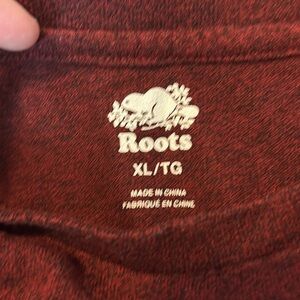 Roots
XL/TG
MADE IN CHINA
FABRIQUÉ EN CHINE